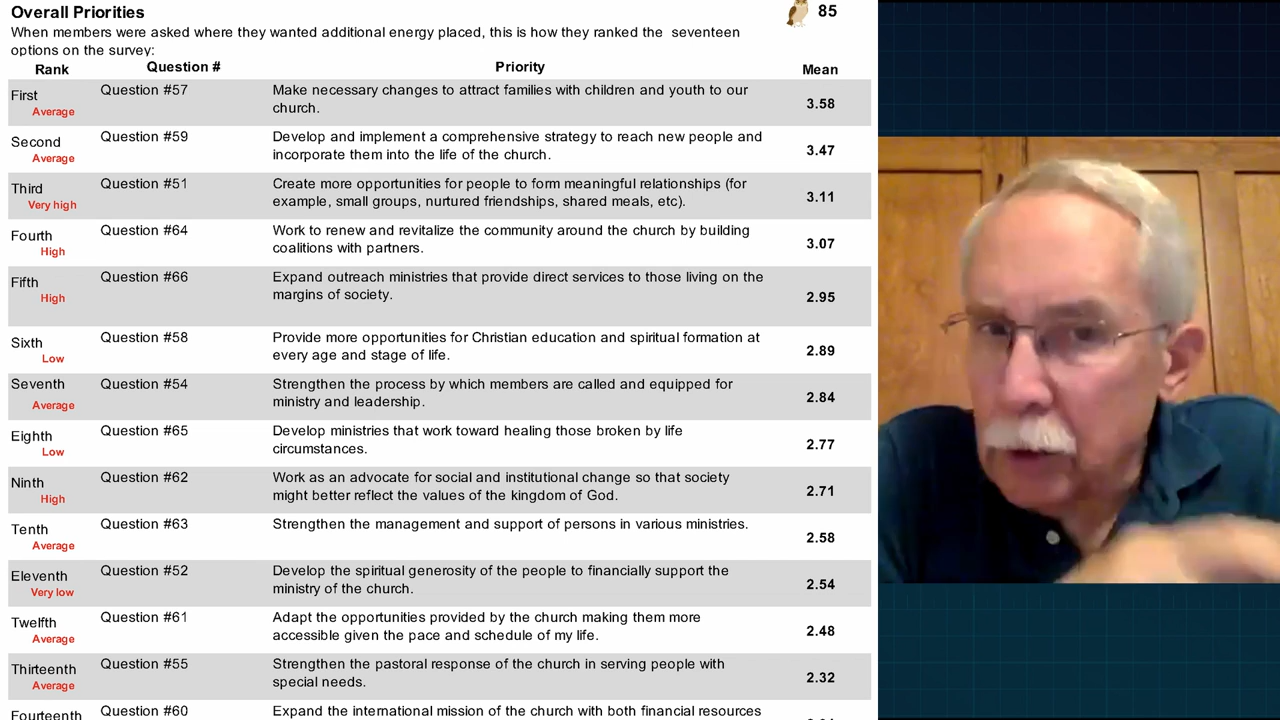 Overall Priorities
85
When members were asked where they wanted additional energy placed, this is how they ranked the seventeen
options on the survey:
Rank
Question #
Priority
Mean
First
Average
Question #57
Make necessary changes to attract families with children and youth to our
church.
3.58
Second
Average
Question #59
Develop and implement a comprehensive strategy to reach new people and
incorporate them into the life of the church.
3.47
Third
Very high
Question #51
Create more opportunities for people to form meaningful relationships (for
example, small groups, nurtured friendships, shared meals, etc).
3.11
Fourth
High
Question #64
Work to renew and revitalize the community around the church by building
coalitions with partners.
3.07
Fifth
High
Question #66
Expand outreach ministries that provide direct services to those living on the
margins of society.
2.95
Sixth
Low
Question #58
Provide more opportunities for Christian education and spiritual formation at
every age and stage of life.
2.89
Seventh
Average
Question #54
Strengthen the process by which members are called and equipped for
ministry and leadership.
2.84
Eighth
Low
Question #65
Develop ministries that work toward healing those broken by life
circumstances.
2.77
Ninth
High
Question #62
Work as an advocate for social and institutional change so that society
might better reflect the values of the kingdom of God.
2.71
Tenth
Average
Question #63
Strengthen the management and support of persons in various ministries.
2.58
Eleventh
Very low
Question #52
Develop the spiritual generosity of the people to financially support the
ministry of the church.
2.54
Twelfth
Average
Question #61
Adapt the opportunities provided by the church making them more
accessible given the pace and schedule of my life.
2.48
Thirteenth
Average
Question #55
Strengthen the pastoral response of the church in serving people with
special needs.
2.32
Fourteenth
Question #60
Expand the international mission of the church with both financial resources